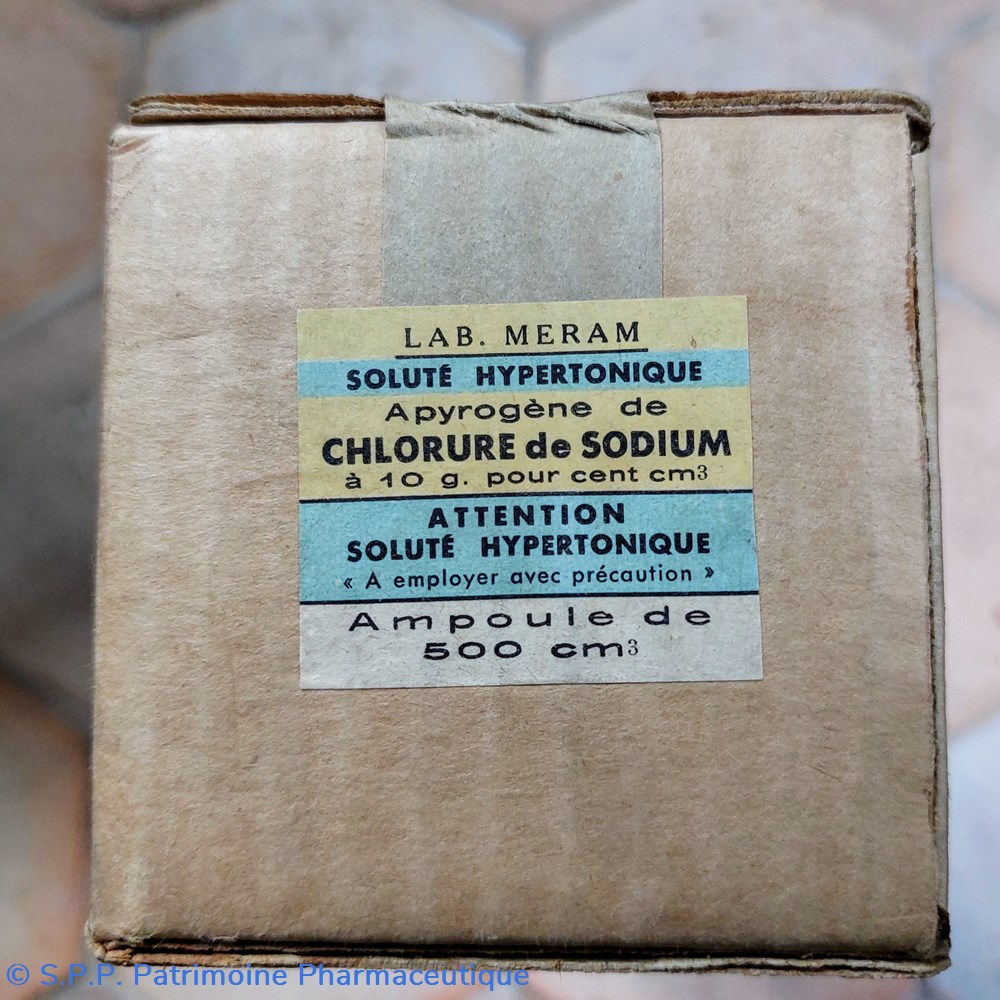 LAB. MERAM
SOLUTÉ HYPERTONIQUE
Apyrogène de
CHLORURE de SODIUM
à 10 g. pour cent cm³
ATTENTION
SOLUTÉ HYPERTONIQUE
« A employer avec précaution »
Ampoule de
500 cm³
© S.P.P. Patrimoine Pharmaceutique